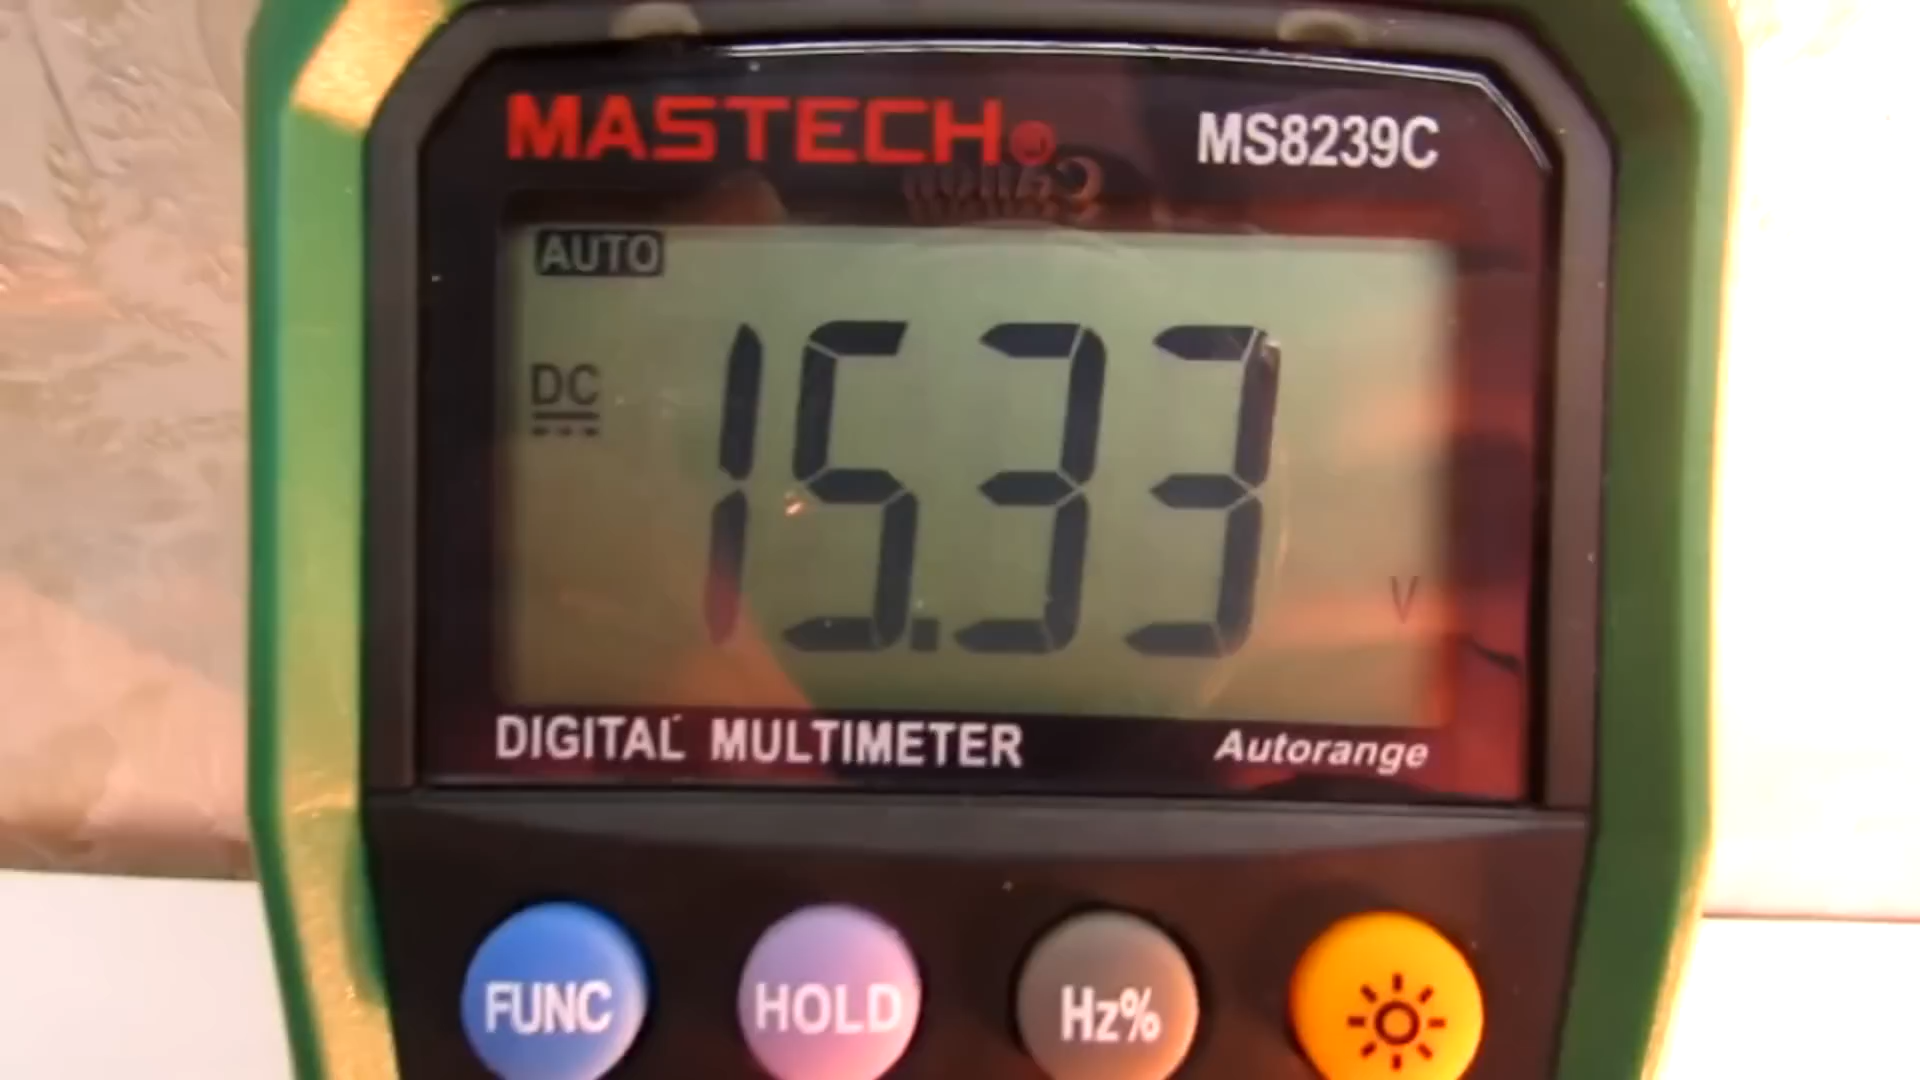 MASTECH
MS8239C
AUTO
DC
15.33
V
DIGITAL MULTIMETER
Autorange
FUNC
HOLD
Hz%